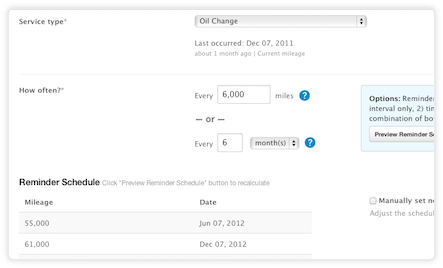 Service type*
Oil Change
Last occurred: Dec 07, 2011
about 1 month ago | Current mileage
How often?*
Every 6,000 miles ?
— or —
Every 6 month(s) ?
Options: Reminder
interval only, 2) tim
combination of bo
Preview Reminder S
Reminder Schedule Click "Preview Reminder Schedule" button to recalculate
Mileage Date
55,000 Jun 07, 2012
61,000 Dec 07, 2012
Manually set ne
Adjust the schedul